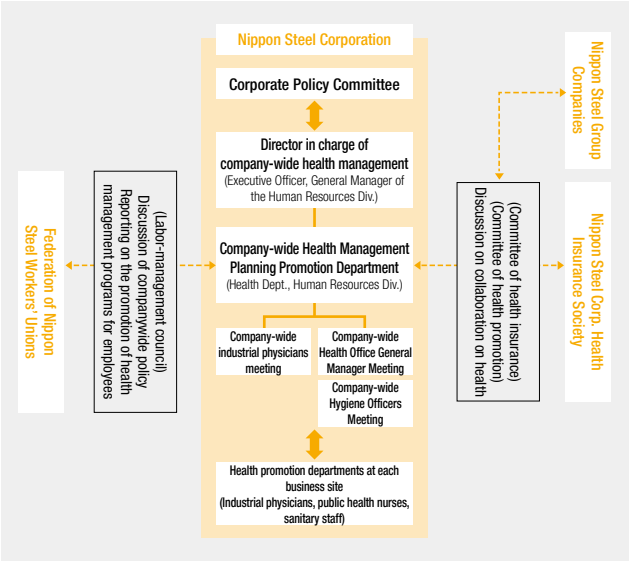 Nippon Steel Corporation
Corporate Policy Committee
Director in charge of
company-wide health management
(Executive Officer, General Manager of
the Human Resources Div.)
Company-wide Health Management
Planning Promotion Department
(Health Dept., Human Resources Div.)
Company-wide
industrial physicians
meeting
Company-wide
Health Office General
Manager Meeting
Company-wide
Hygiene Officers
Meeting
Health promotion departments at each
business site
(Industrial physicians, public health nurses,
sanitary staff)
Federation of Nippon
Steel Workers' Unions
(Labor-management council)
Discussion of companywide policy
Reporting on the promotion of health
management programs for employees
(Committee of health insurance)
(Committee of health promotion)
Discussion on collaboration on health
Nippon Steel Group
Companies
Nippon Steel Corp. Health
Insurance Society